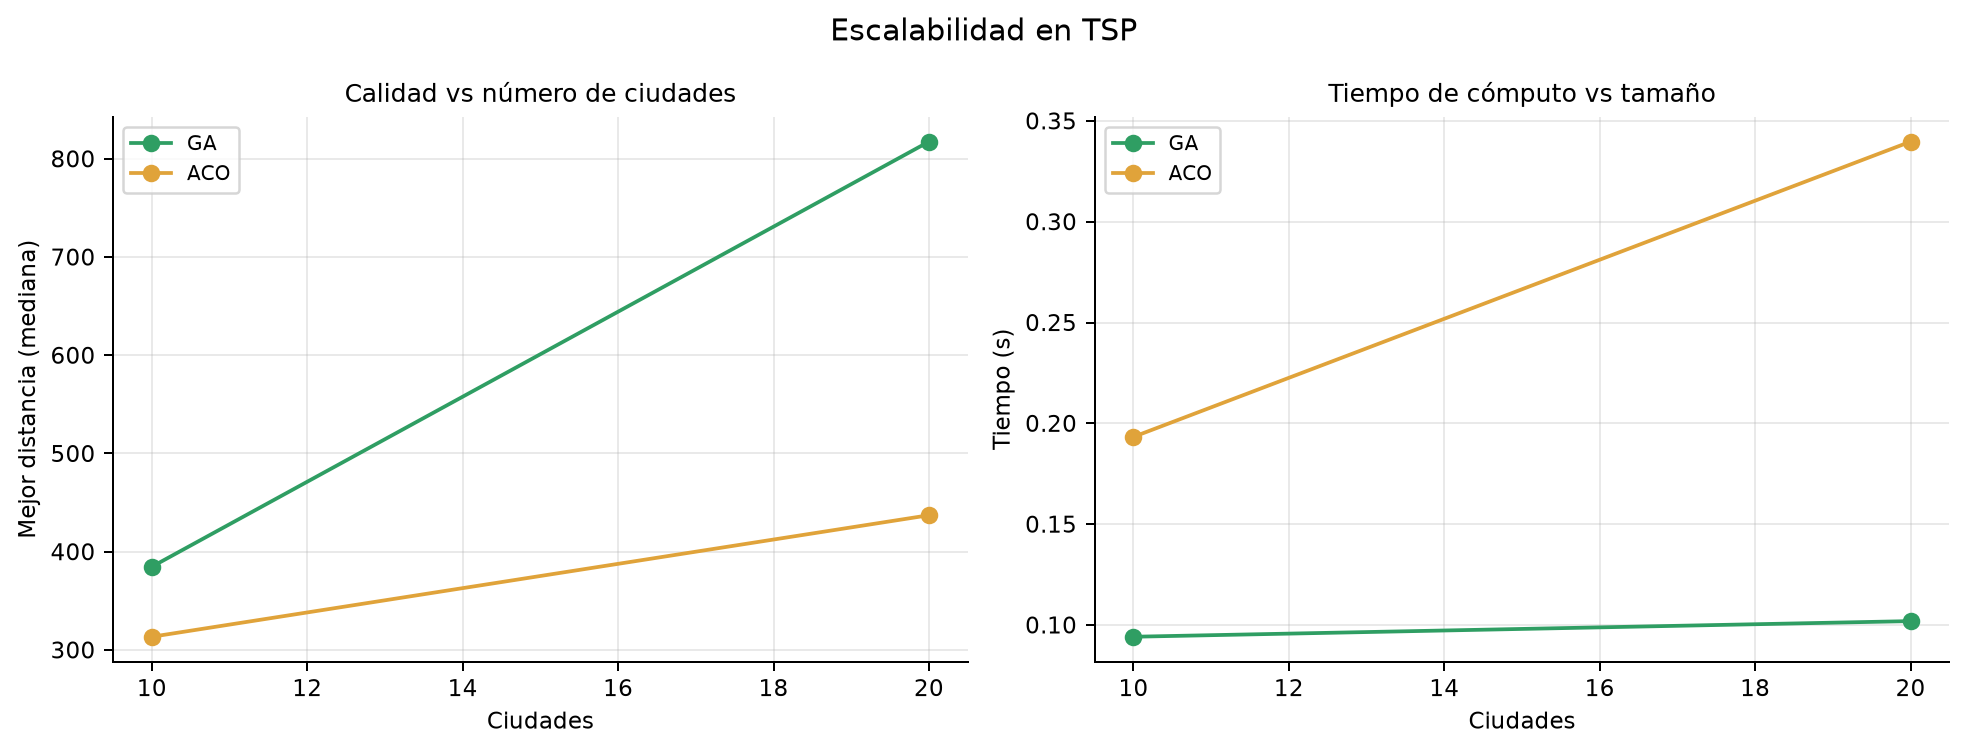 Escalabilidad en TSP
Calidad vs número de ciudades
GA
ACO
Mejor distancia (mediana)
800
700
600
500
400
300
10 12 14 16 18 20
Ciudades
Tiempo de cómputo vs tamaño
GA
ACO
Tiempo (s)
0.35
0.30
0.25
0.20
0.15
0.10
10 12 14 16 18 20
Ciudades